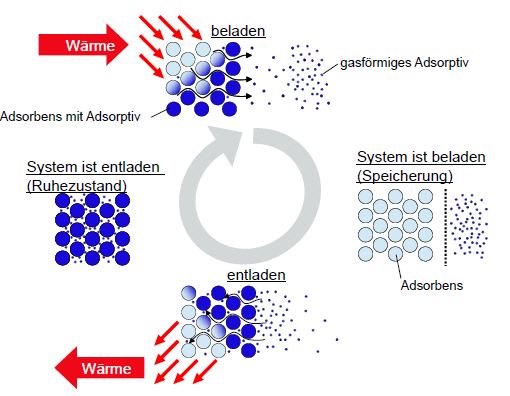 beladen
Wärme
gasförmiges Adsorptiv
Adsorbens mit Adsorptiv
System ist entladen
(Ruhezustand)
System ist beladen
(Speicherung)
Adsorbens
entladen
Wärme